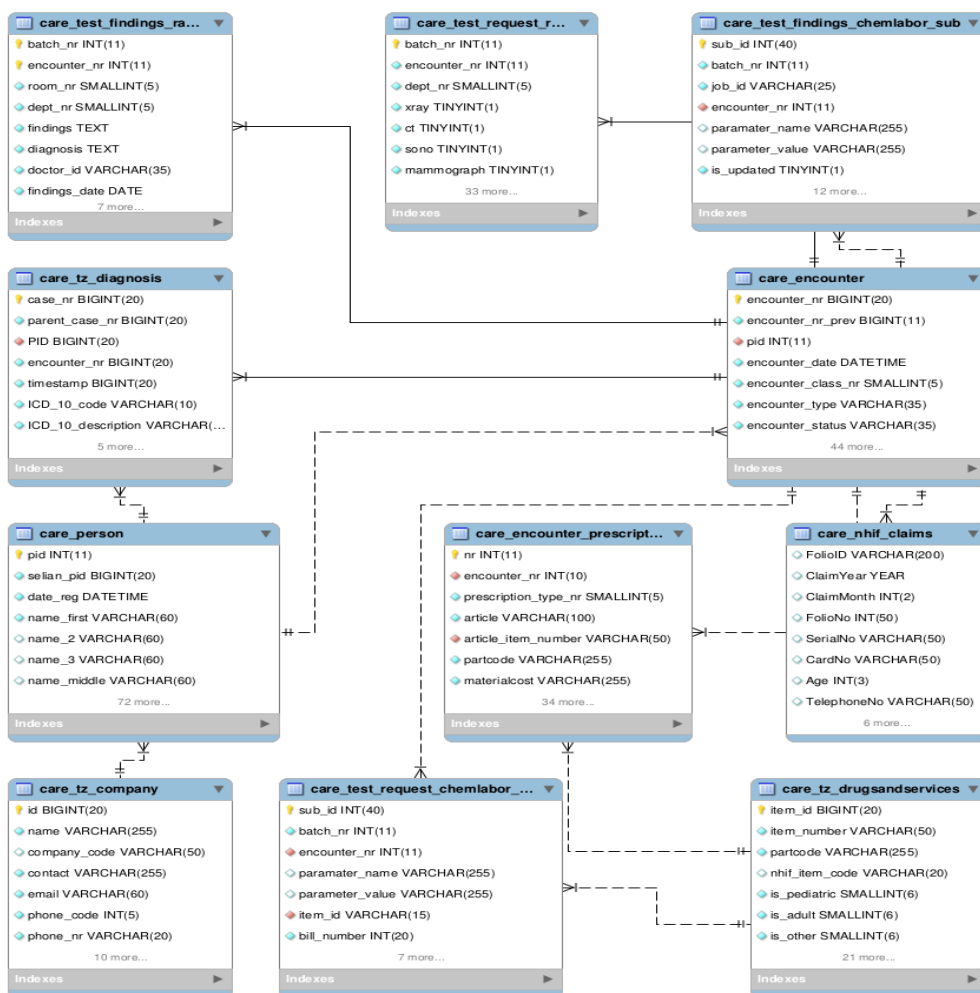 care_test_findings_ra...
batch_nr INT(11)
encounter_nr INT(11)
room_nr SMALLINT(5)
dept_nr SMALLINT(5)
findings TEXT
diagnosis TEXT
doctor_id VARCHAR(35)
findings_date DATE
7 more...
Indexes
care_test_request_r...
batch_nr INT(11)
encounter_nr INT(11)
dept_nr SMALLINT(5)
xray TINYINT(1)
ct TINYINT(1)
sono TINYINT(1)
mammograph TINYINT(1)
33 more...
Indexes
care_test_findings_chemlabor_sub
sub_id INT(40)
batch_nr INT(11)
job_id VARCHAR(25)
encounter_nr INT(11)
paramater_name VARCHAR(255)
parameter_value VARCHAR(255)
is_updated TINYINT(1)
12 more...
Indexes
care_tz_diagnosis
case_nr BIGINT(20)
parent_case_nr BIGINT(20)
PID BIGINT(20)
encounter_nr BIGINT(20)
timestamp BIGINT(20)
ICD_10_code VARCHAR(10)
ICD_10_description VARCHAR(...
5 more...
Indexes
care_encounter
encounter_nr BIGINT(20)
encounter_nr_prev BIGINT(11)
pid INT(11)
encounter_date DATETIME
encounter_class_nr SMALLINT(5)
encounter_type VARCHAR(35)
encounter_status VARCHAR(35)
44 more...
Indexes
care_person
pid INT(11)
selian_pid BIGINT(20)
date_reg DATETIME
name_first VARCHAR(60)
name_2 VARCHAR(60)
name_3 VARCHAR(60)
name_middle VARCHAR(60)
72 more...
Indexes
care_encounter_prescript...
nr INT(11)
encounter_nr INT(10)
prescription_type_nr SMALLINT(5)
article VARCHAR(100)
article_item_number VARCHAR(50)
partcode VARCHAR(255)
materialcost VARCHAR(255)
34 more...
Indexes
care_nhif_claims
FolioID VARCHAR(200)
ClaimYear YEAR
ClaimMonth INT(2)
FolioNo INT(50)
SerialNo VARCHAR(50)
CardNo VARCHAR(50)
Age INT(3)
TelephoneNo VARCHAR(50)
6 more...
Indexes
care_tz_company
id BIGINT(20)
name VARCHAR(255)
company_code VARCHAR(50)
contact VARCHAR(255)
email VARCHAR(60)
phone_code INT(5)
phone_nr VARCHAR(20)
10 more...
Indexes
care_test_request_chemlabor_...
sub_id INT(40)
batch_nr INT(11)
encounter_nr INT(11)
paramater_name VARCHAR(255)
parameter_value VARCHAR(255)
item_id VARCHAR(15)
bill_number INT(20)
7 more...
Indexes
care_tz_drugsandservices
item_id BIGINT(20)
item_number VARCHAR(50)
partcode VARCHAR(255)
nhif_item_code VARCHAR(20)
is_pediatric SMALLINT(6)
is_adult SMALLINT(6)
is_other SMALLINT(6)
21 more...
Indexes